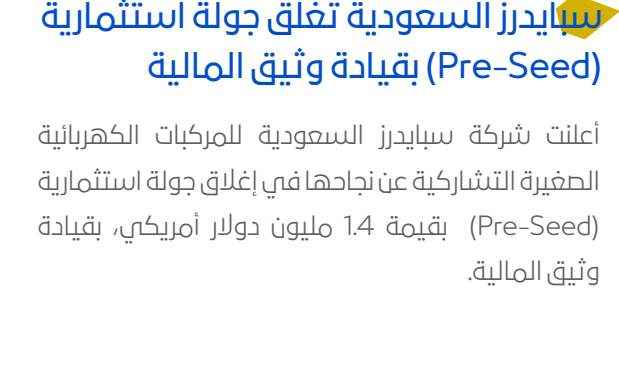 سبايدرز السعودية تغلق جولة استثمارية
(Pre-Seed) بقيادة وثيق المالية
أعلنت شركة سبايدرز السعودية للمركبات الكهربائية
الصغيرة التشاركية عن نجاحها في إغلاق جولة استثمارية
(Pre-Seed) بقيمة 1.4 مليون دولار أمريكي، بقيادة
وثيق المالية.